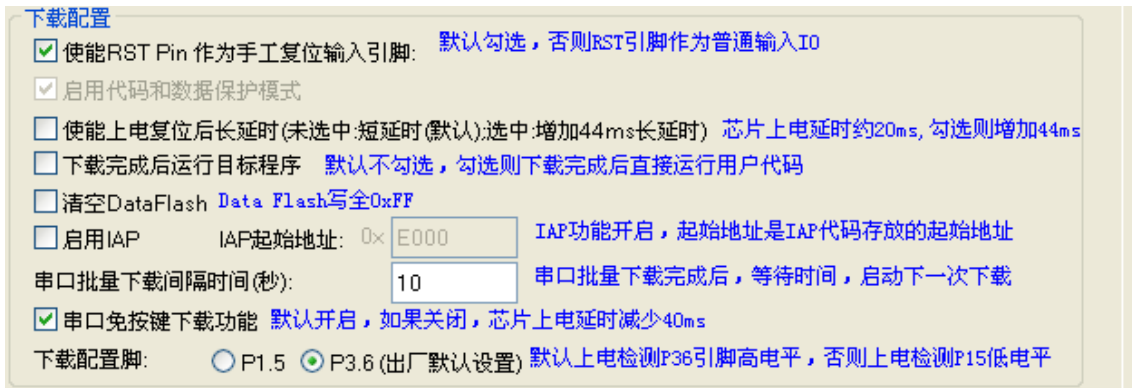 下载配置
使能RST Pin 作为手工复位输入引脚: 默认勾选，否则RST引脚作为普通输入IO
启用代码和数据保护模式
使能上电复位后长延时(未选中:短延时(默认);选中:增加44ms长延时) 芯片上电延时约20ms, 勾选则增加44ms
下载完成后运行目标程序 默认不勾选，勾选则下载完成后直接运行用户代码
清空DataFlash Data Flash写全0xFF
启用IAP IAP起始地址: 0x E000 IAP功能开启，起始地址是IAP代码存放的起始地址
串口批量下载间隔时间(秒): 10 串口批量下载完成后，等待时间，启动下一次下载
串口免按键下载功能 默认开启，如果关闭，芯片上电延时减少40ms
下载配置脚: P1.5 P3.6 (出厂默认设置) 默认上电检测P36引脚高电平，否则上电检测P15低电平